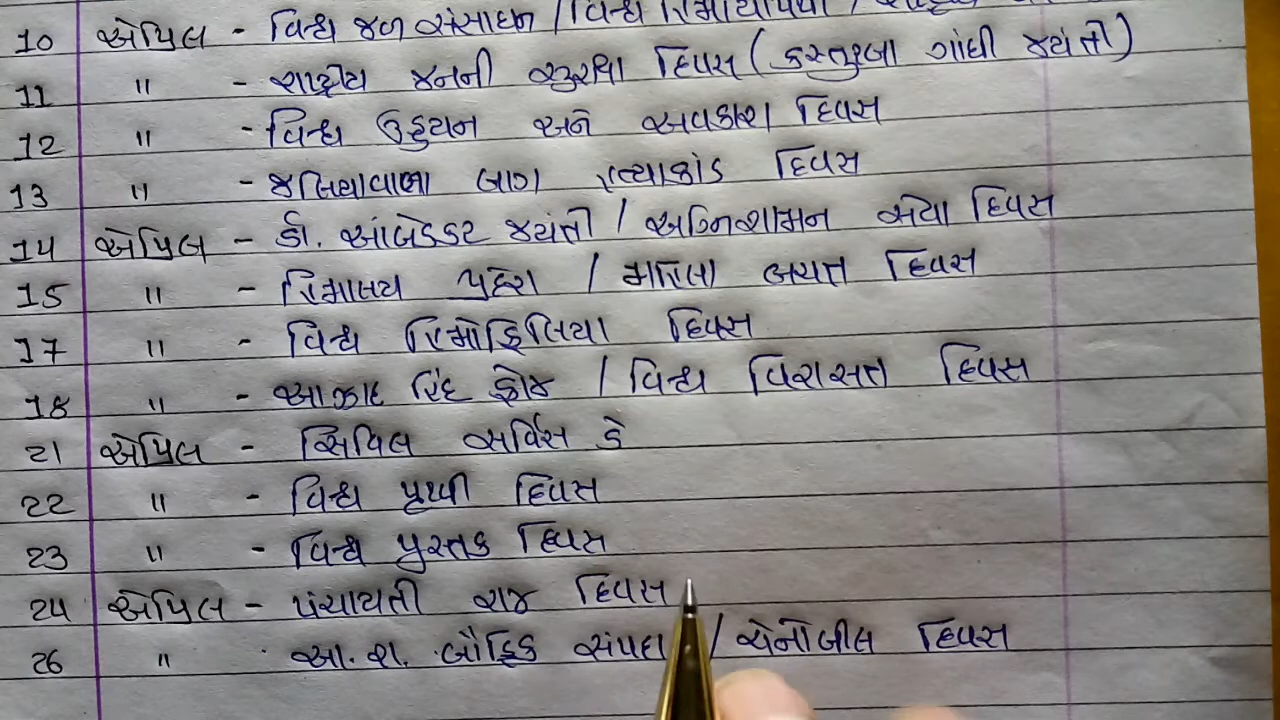 10 એપ્રિલ - વિશ્વ જળ સંસાધન /વિશ્વ
11 " - રાષ્ટ્રીય જનની સુરક્ષા દિવસ (કસ્તુરબા ગાંધી જયંતી)
12 " - વિશ્વ ઉડ્ડયન અને અવકાશ દિવસ
13 " - જલિયાવાલા બાગ હત્યાકાંડ દિવસ
14 એપ્રિલ - ડૉ. આંબેડકર જયંતી / અગ્નિશામન સેવા દિવસ
15 " - હિમાલય પ્રદેશ / મહિલા બચત દિવસ
17 " - વિશ્વ હિમોફિલિયા દિવસ
18 " - આઝાદ હિંદ ફોજ / વિશ્વ વિરાસત દિવસ
21 એપ્રિલ - સિવિલ સર્વિસ ડે
22 " - વિશ્વ પૃથ્વી દિવસ
23 " - વિશ્વ પુસ્તક દિવસ
24 એપ્રિલ - પંચાયતી રાજ દિવસ
26 " - આ.રા. બૌદ્ધિક સંપદા / ચેર્નોબીલ દિવસ